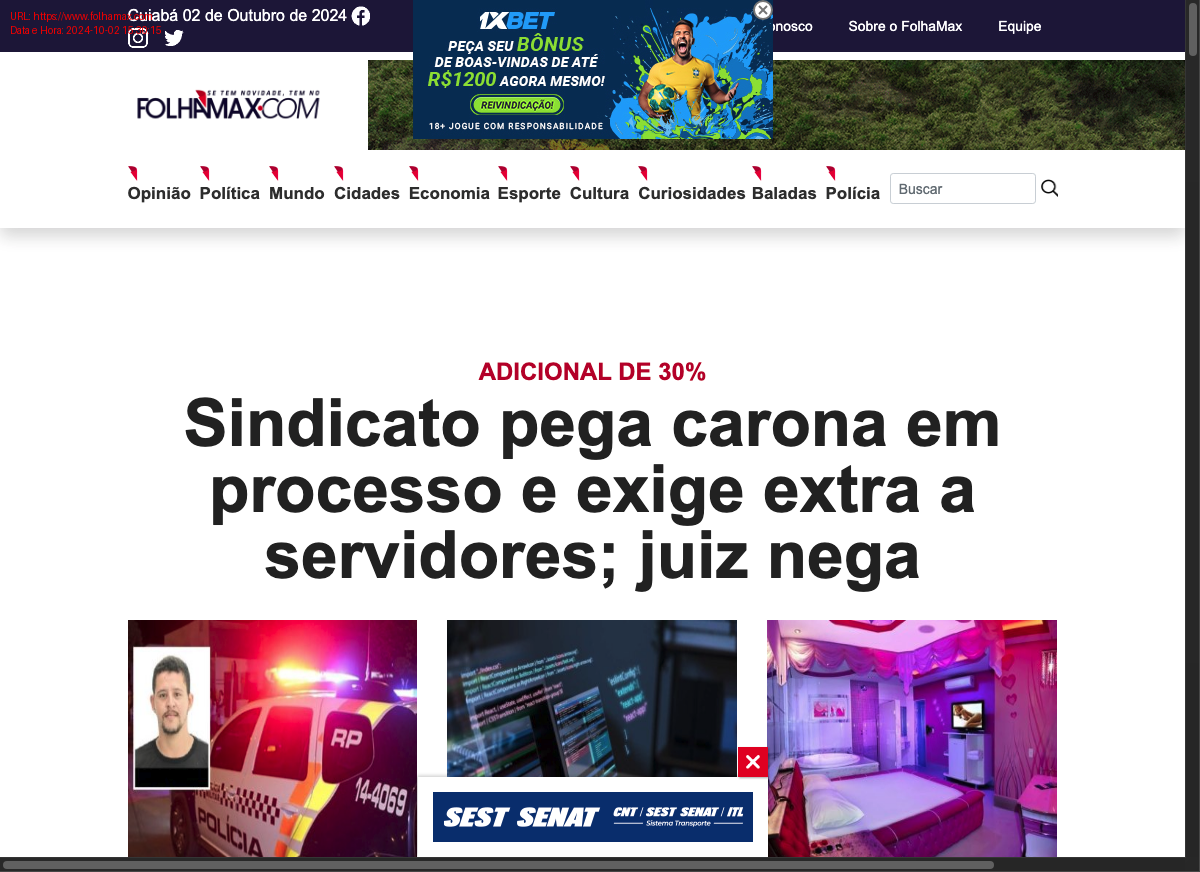 URL: https://www.folhamax.com
Data e Hora: 2024-10-02
Cuiabá 02 de Outubro de 2024
1XBET
PEÇA SEU BÔNUS
DE BOAS-VINDAS DE ATÉ
R$1200 AGORA MESMO!
REIVINDICAÇÃO!
18+ JOGUE COM RESPONSABILIDADE
Sobre o FolhaMax
Equipe
SE TEM NOVIDADE, TEM NO
FOLHAMAX.COM
Opinião Política Mundo Cidades Economia Esporte Cultura Curiosidades Baladas Polícia
Buscar
ADICIONAL DE 30%
Sindicato pega carona em
processo e exige extra a
servidores; juiz nega
RP
14-4069
POLÍCIA
SEST SENAT
CNT / SEST SENAT / ITL
Sistema Transporte